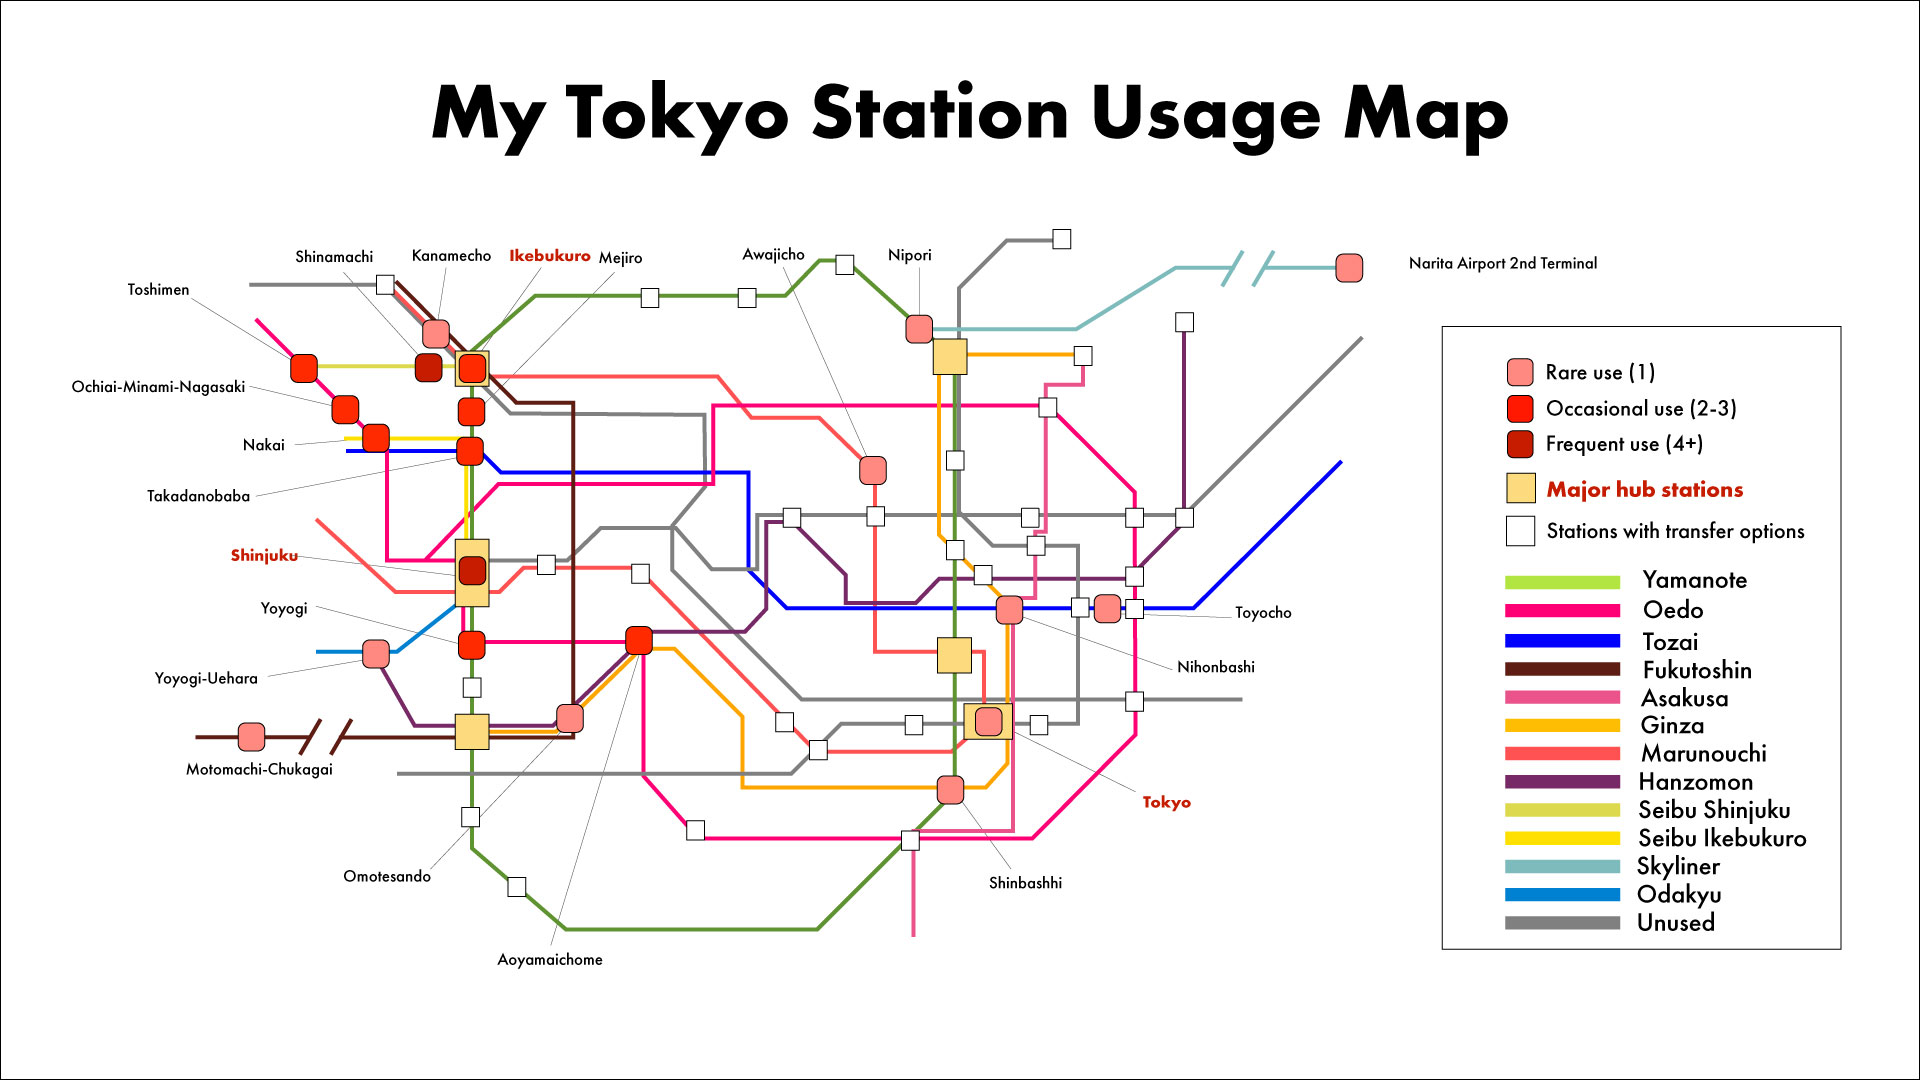 My Tokyo Station Usage Map
Shinamachi
Kanamecho
Ikebukuro
Mejiro
Awajicho
Nipori
Narita Airport 2nd Terminal
Toshimen
Ochiai-Minami-Nagasaki
Nakai
Takadanobaba
Shinjuku
Yoyogi
Yoyogi-Uehara
Motomachi-Chukagai
Omotesando
Aoyamaichome
Toyocho
Nihonbashi
Tokyo
Shinbashhi
Rare use (1)
Occasional use (2-3)
Frequent use (4+)
Major hub stations
Stations with transfer options
Yamanote
Oedo
Tozai
Fukutoshin
Asakusa
Ginza
Marunouchi
Hanzomon
Seibu Shinjuku
Seibu Ikebukuro
Skyliner
Odakyu
Unused